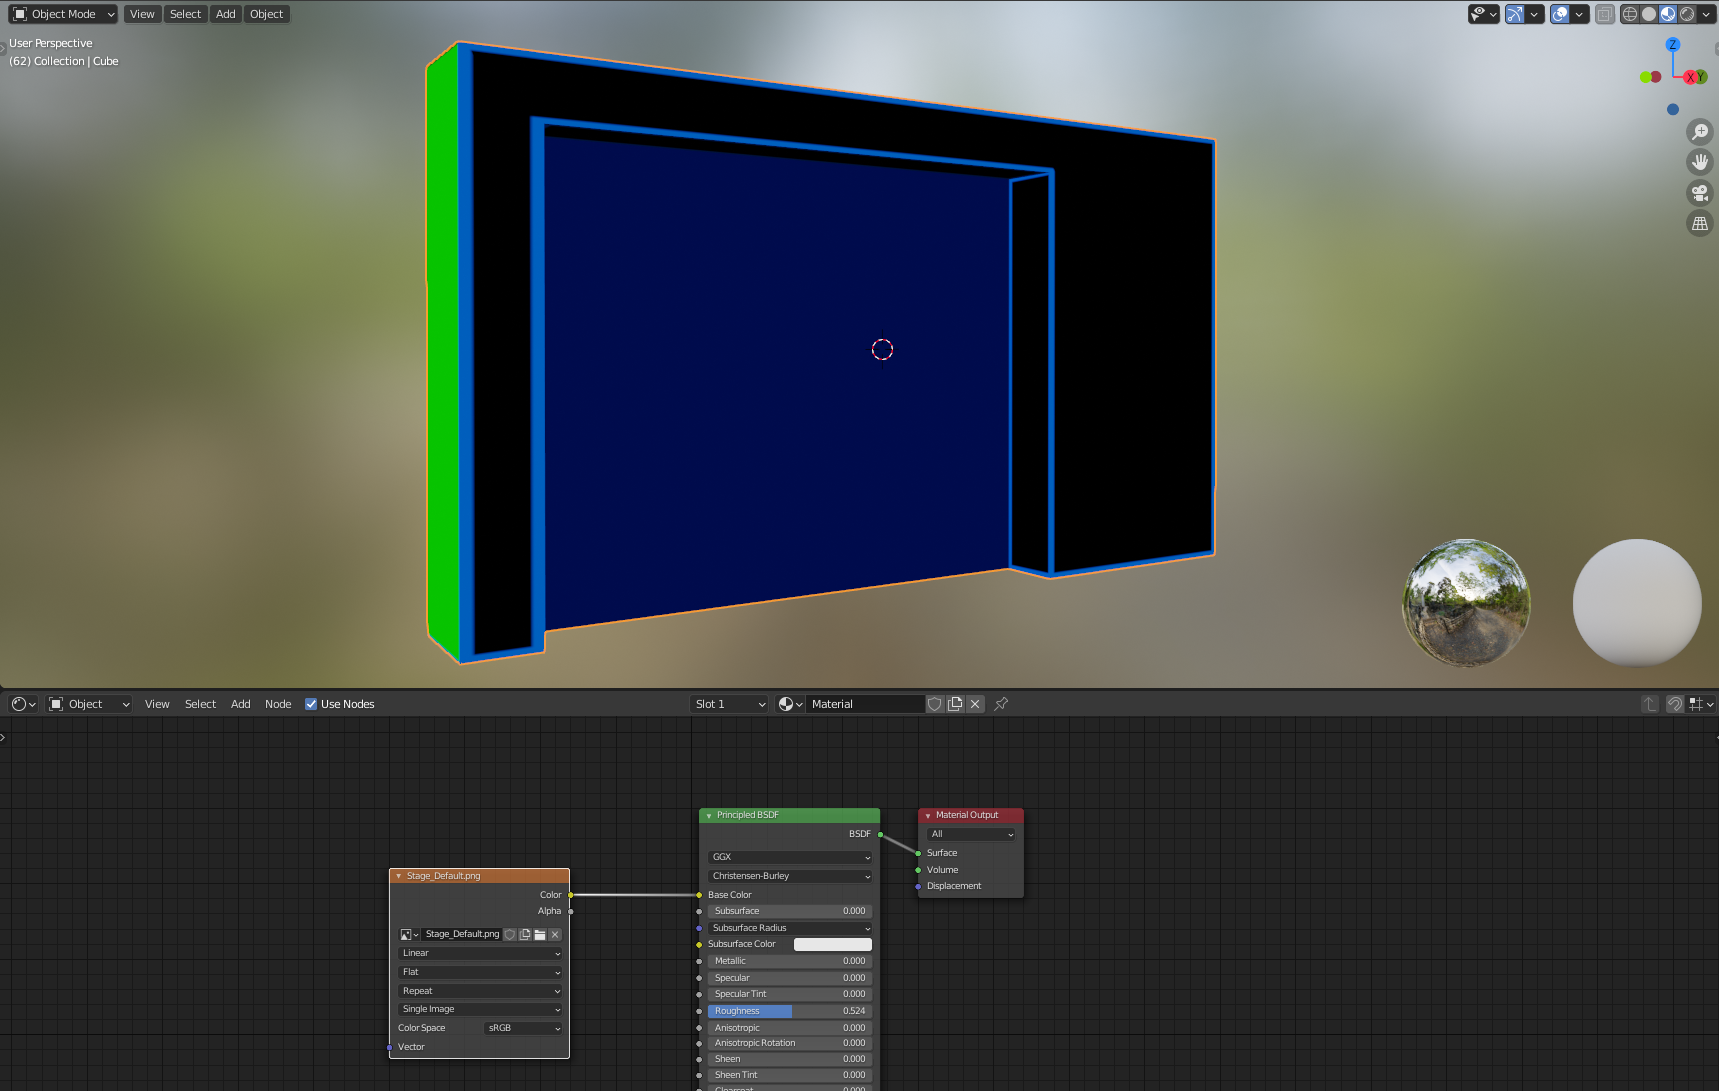 Object Mode View Select Add Object
User Perspective
(62) Collection | Cube
Z
X Y
Object View Select Add Node Use Nodes Slot 1 Material
Stage_Default.png
Color
Alpha
Stage_Default.png
Linear
Flat
Repeat
Single Image
Color Space sRGB
Vector
Principled BSDF
BSDF
GGX
Christensen-Burley
Base Color
Subsurface 0.000
Subsurface Radius
Subsurface Color
Metallic 0.000
Specular 0.000
Specular Tint 0.000
Roughness 0.524
Anisotropic 0.000
Anisotropic Rotation 0.000
Sheen 0.000
Sheen Tint 0.000
Clearcoat 0.000
Material Output
All
Surface
Volume
Displacement